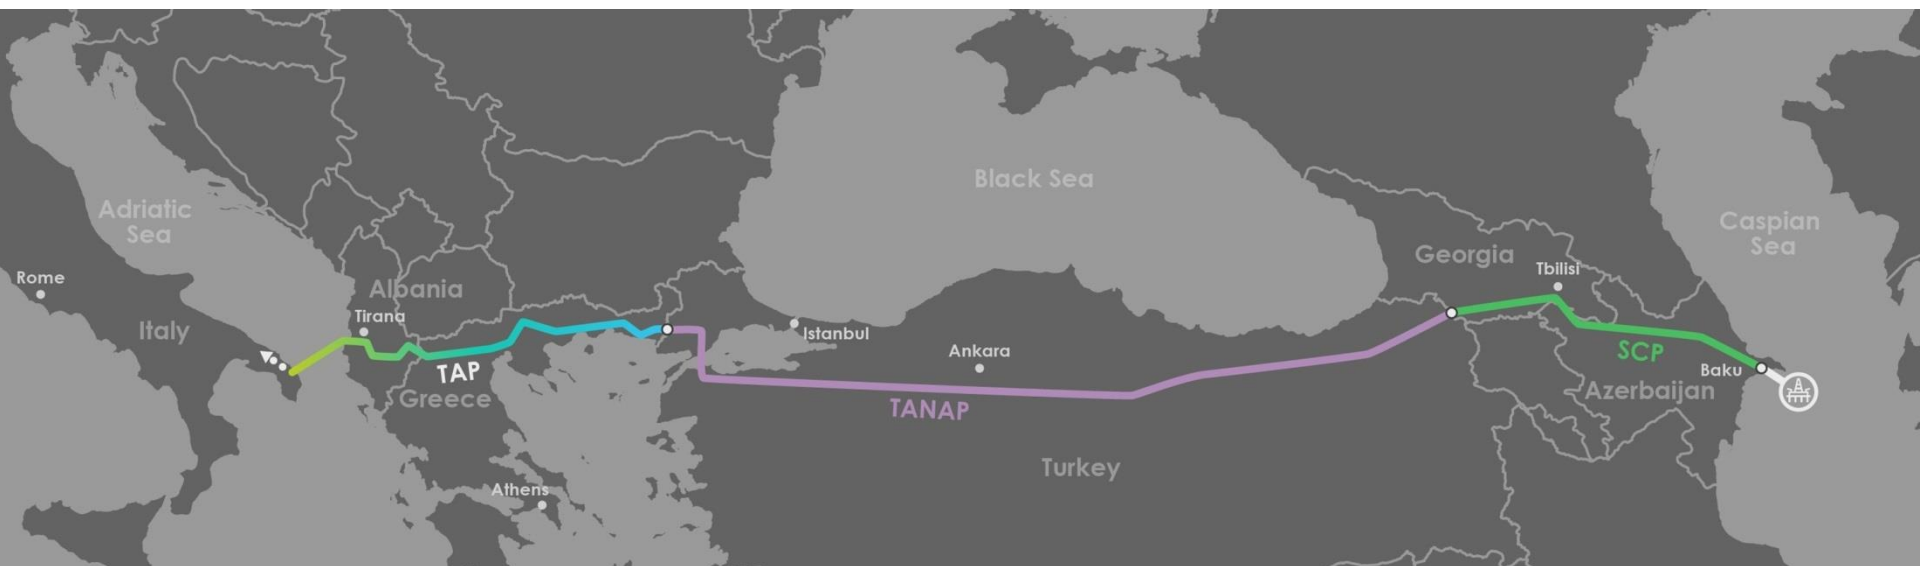 Black Sea
Adriatic
Sea
Caspian
Sea
Georgia
Tbilisi
Rome
Albania
Tirana
Italy
Istanbul
Ankara
SCP
TAP
Baku
Greece
Azerbaijan
TANAP
Turkey
Athens